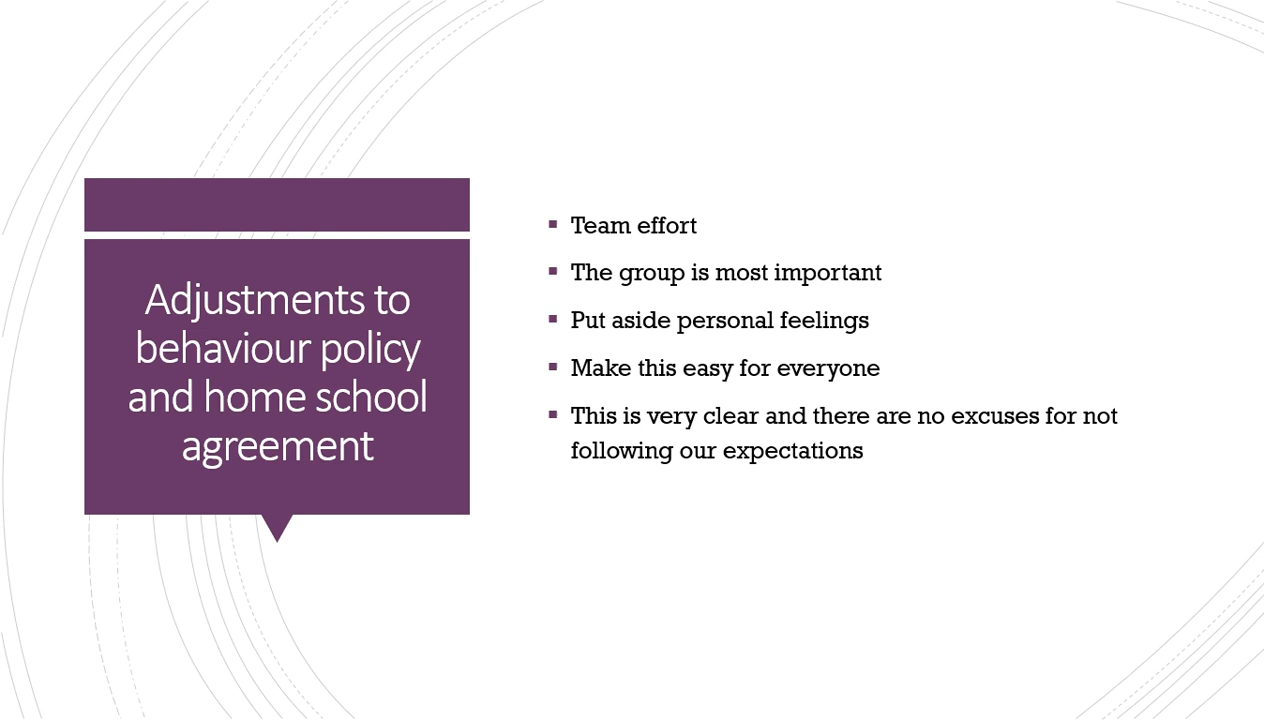 Adjustments to
behaviour policy
and home school
agreement
▪ Team effort
▪ The group is most important
▪ Put aside personal feelings
▪ Make this easy for everyone
▪ This is very clear and there are no excuses for not
following our expectations